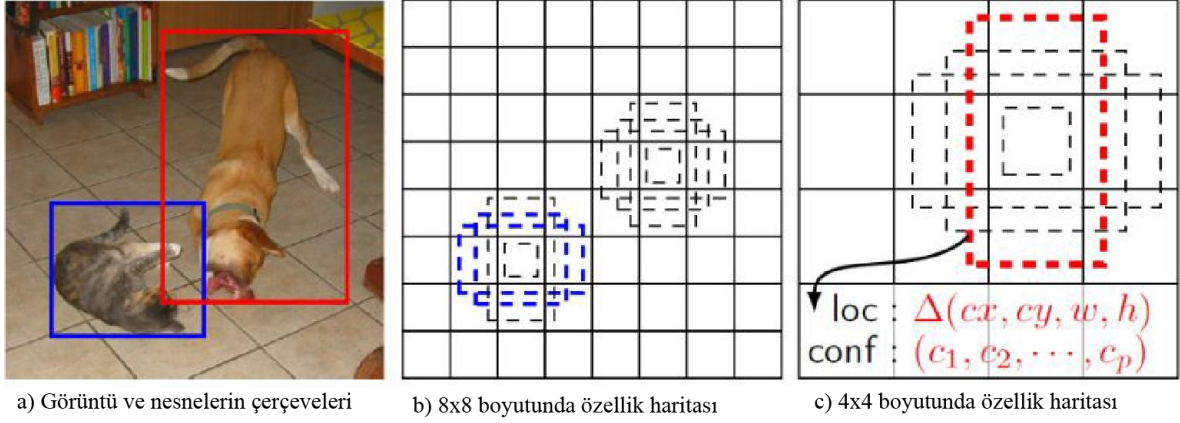 loc : Δ(cx, cy, w, h)
conf : (c₁, c₂, ⋯, cₚ)
a) Görüntü ve nesnelerin çerçeveleri
b) 8x8 boyutunda özellik haritası
c) 4x4 boyutunda özellik haritası